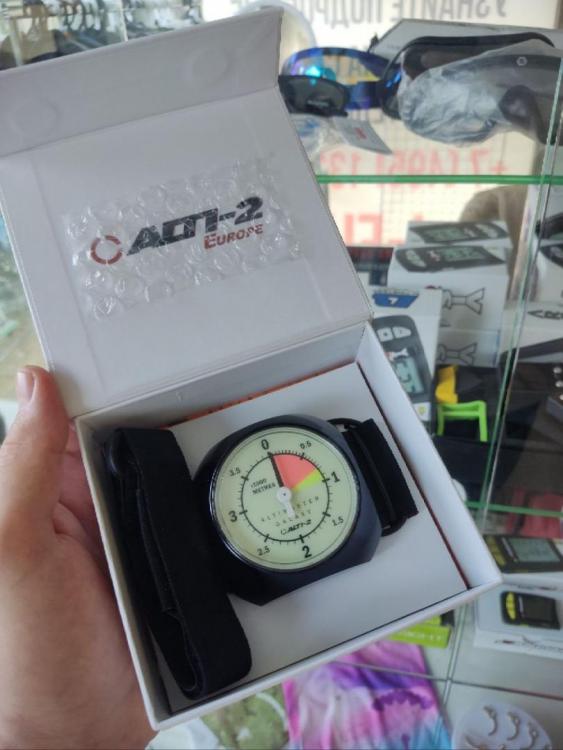 УЗНАЙТЕ
ALTI-2
EUROPE
0
0.5
1
1.5
2
2.5
3
3.5
x1000
METRES
ALTIMETER
GALAXY
ALTI-2